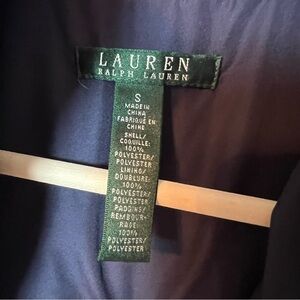 LAUREN
RALPH LAUREN
S
MADE IN
CHINA
FABRIQUÉ EN
CHINE
SHELL/
COQUILLE:
100%
POLYESTER/
POLYESTER
LINING/
DOUBLURE:
100%
POLYESTER/
POLYESTER
PADDING/
REMBOUR-
RAGE:
100%
POLYESTER/
POLYESTER